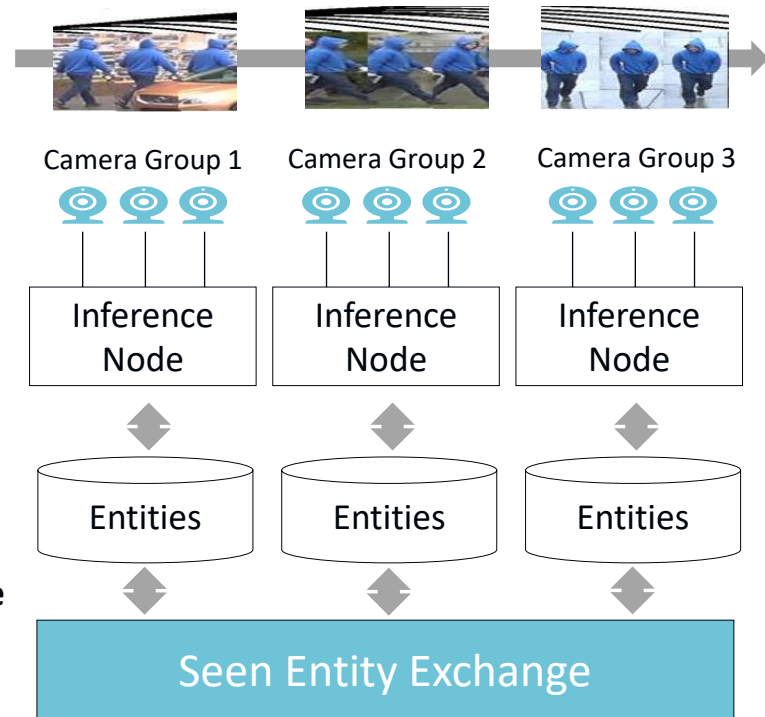 Camera Group 1
Camera Group 2
Camera Group 3
Inference
Node
Inference
Node
Inference
Node
Entities
Entities
Entities
e
Seen Entity Exchange